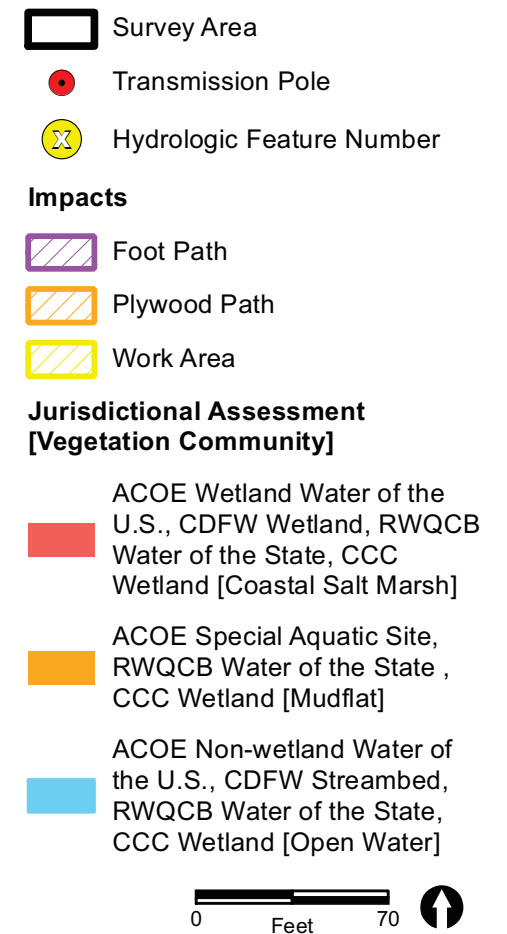 Survey Area
Transmission Pole
X Hydrologic Feature Number
Impacts
Foot Path
Plywood Path
Work Area
Jurisdictional Assessment
[Vegetation Community]
ACOE Wetland Water of the
U.S., CDFW Wetland, RWQCB
Water of the State, CCC
Wetland [Coastal Salt Marsh]
ACOE Special Aquatic Site,
RWQCB Water of the State ,
CCC Wetland [Mudflat]
ACOE Non-wetland Water of
the U.S., CDFW Streambed,
RWQCB Water of the State,
CCC Wetland [Open Water]
0 Feet 70